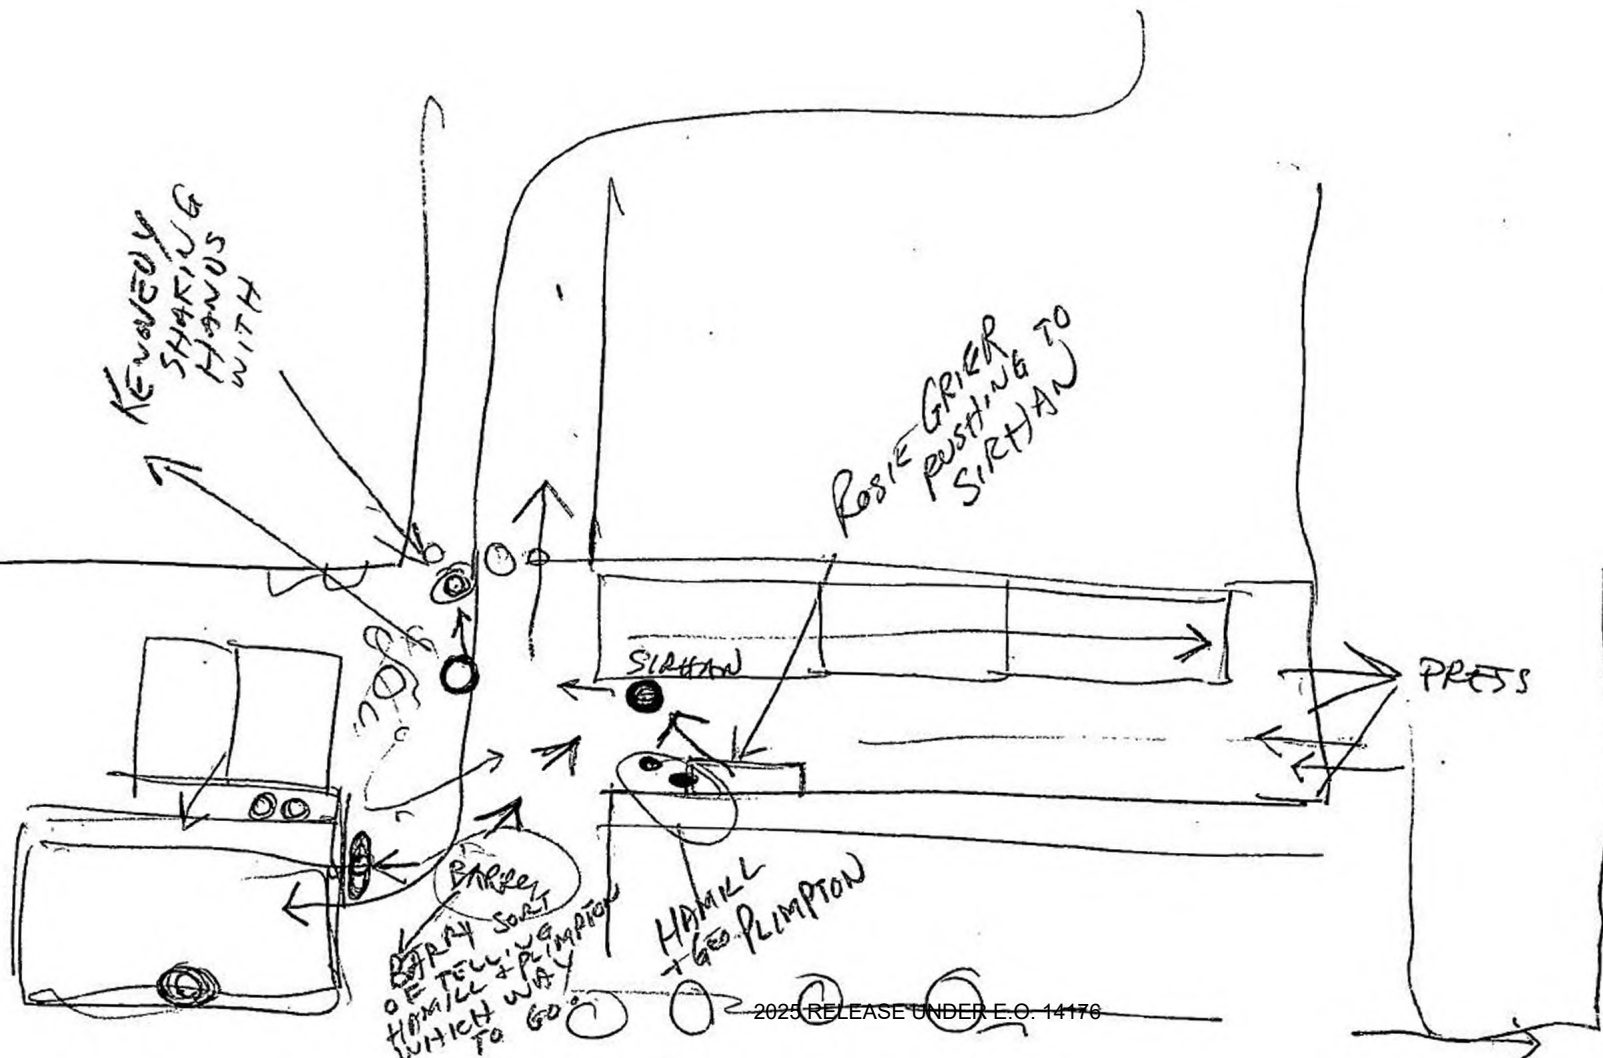 KENNEDY
SHAKING
HANDS
WITH
ROSIE GRIER
PUSHING TO
SIRHAN
SIRHAN
PRESS
BARRY
BARRY SORT
OF TELLING
HAMILL + PLIMPTON
WHICH WAY
TO GO.
HAMILL
+ GEO PLIMPTON
2025 RELEASE UNDER E.O. 14176